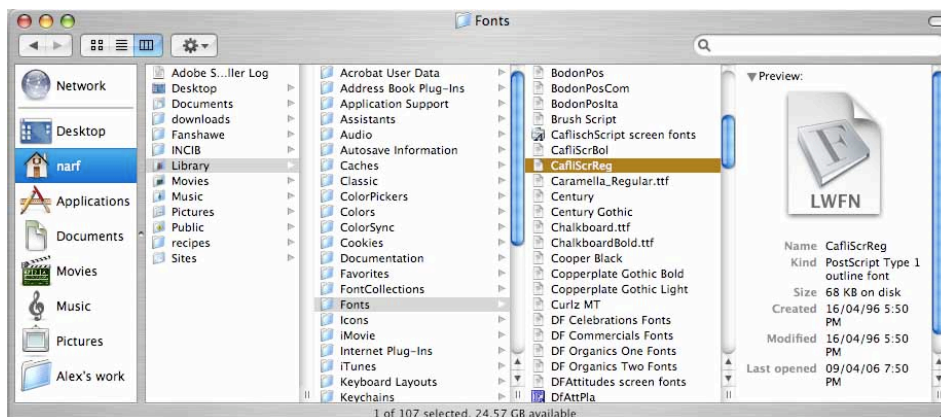 Fonts
Network
Desktop
narf
Applications
Documents
Movies
Music
Pictures
Alex's work
Adobe S...ller Log
Desktop
Documents
downloads
Fanshawe
INCIB
Library
Movies
Music
Pictures
Public
recipes
Sites
Acrobat User Data
Address Book Plug-Ins
Application Support
Assistants
Audio
Autosave Information
Caches
Classic
ColorPickers
Colors
ColorSync
Cookies
Documentation
Favorites
FontCollections
Fonts
Icons
iMovie
Internet Plug-Ins
iTunes
Keyboard Layouts
Keychains
BodonPos
BodonPosCom
BodonPosIta
Brush Script
CaflischScript screen fonts
CafliScrBol
CafliScrReg
Caramella_Regular.ttf
Century
Century Gothic
Chalkboard.ttf
ChalkboardBold.ttf
Cooper Black
Copperplate Gothic Bold
Copperplate Gothic Light
Curlz MT
DF Celebrations Fonts
DF Commercials Fonts
DF Organics One Fonts
DF Organics Two Fonts
DFAttitudes screen fonts
DfAttPla
Preview:
F
LWFN
Name CafliScrReg
Kind PostScript Type 1
outline font
Size 68 KB on disk
Created 16/04/96 5:50
PM
Modified 16/04/96 5:50
PM
Last opened 09/04/06 7:50
PM
1 of 107 selected, 24.57 GB available